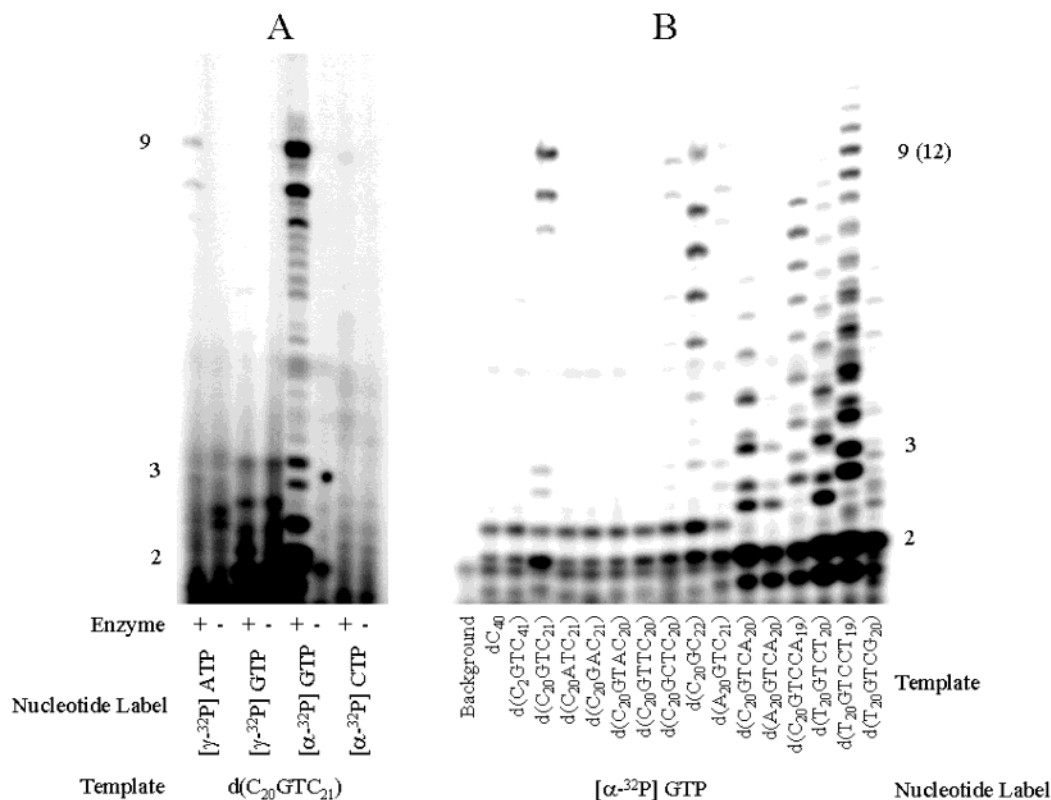 A B
9
3
2
9 (12)
3
2
Enzyme + - + - + - + -
Nucleotide Label
[γ-³²P] ATP
[γ-³²P] GTP
[α-³²P] GTP
[α-³²P] CTP
Template d(C₂₀GTC₂₁)
Background
dC₄₀
d(C₂GTC₄₁)
d(C₂₀GTC₂₁)
d(C₂₀ATC₂₁)
d(C₂₀GAC₂₁)
d(C₂₀GTAC₂₀)
d(C₂₀GTTC₂₀)
d(C₂₀GCTC₂₀)
d(C₂₀GC₂₂)
d(A₂₀GTC₂₁)
d(C₂₀GTCA₂₀)
d(A₂₀GTCA₂₀)
d(C₂₀GTCCA₁₉)
d(T₂₀GTCT₂₀)
d(T₂₀GTCCT₁₉)
d(T₂₀GTCG₂₀)
Template
[α-³²P] GTP Nucleotide Label